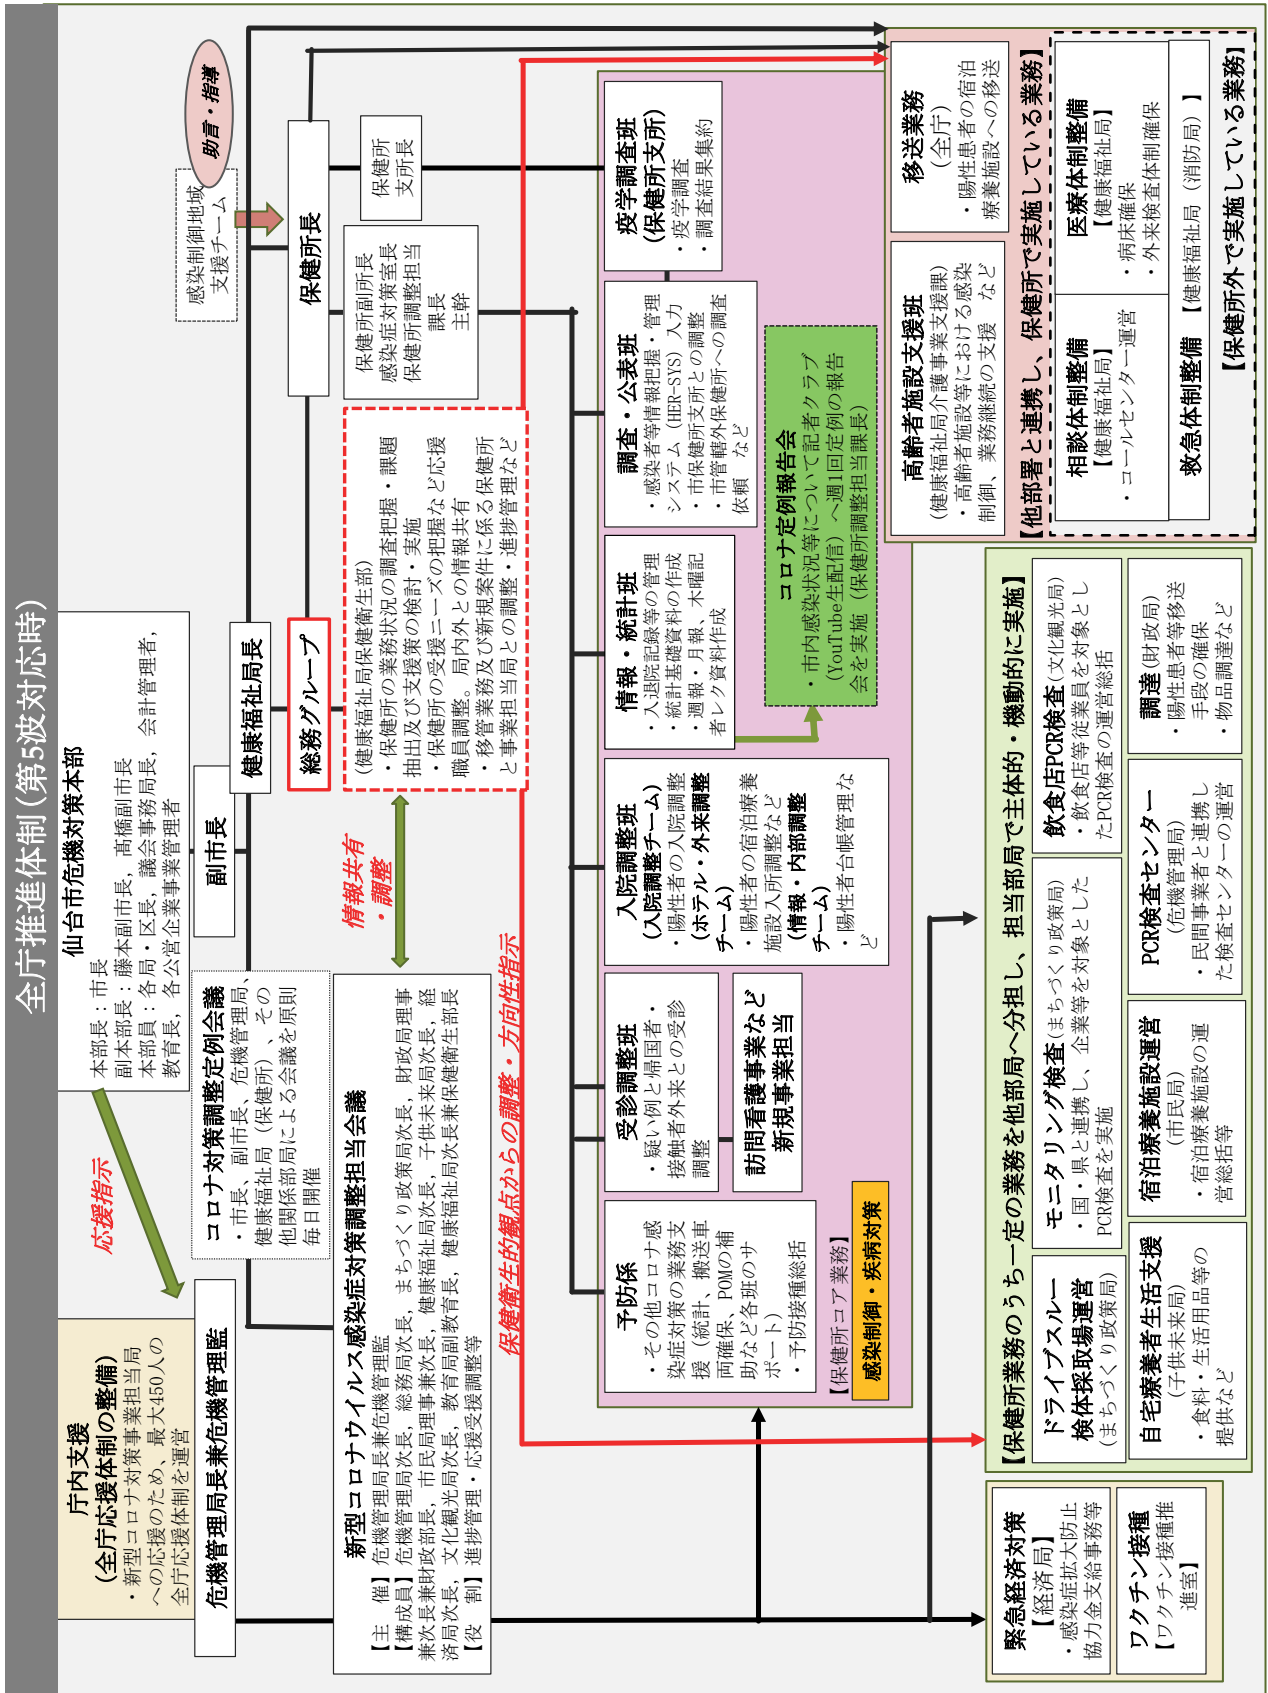 全庁推進体制(第5波対応時)
庁内支援
(全庁応援体制の整備)
・新型コロナ対策事業担当局
への応援のため、最大450人の
全庁応援体制を運営
応援指示
仙台市危機対策本部
本部長：市長
副本部長：藤本副市長，髙橋副市長
本部員：各局・区長，議会事務局長，会計管理者，
教育長，各公営企業事業管理者
感染制御地域
支援チーム
助言・指導
危機管理局長兼危機管理監
コロナ対策調整定例会議
・市長、副市長、危機管理局、
健康福祉局（保健所）、その
他関係部局による会議を原則
毎日開催
副市長
健康福祉局長
総務グループ
保健所長
新型コロナウイルス感染症対策調整担当会議
【主　催】危機管理局長兼危機管理監
【構成員】危機管理局次長，総務局次長，まちづくり政策局次長，財政局理事
兼次長兼財政部長，市民局理事兼次長，健康福祉局次長，子供未来局次長，経
済局次長，文化観光局次長，教育局副教育長，健康福祉局次長兼保健衛生部長
【役　割】進捗管理・応援受援調整等
情報共有
・調整
(健康福祉局保健衛生部)
・保健所の業務状況の調査把握・課題
抽出及び支援策の検討・実施
・保健所の受援ニーズの把握など応援
職員調整。局内外との情報共有
・移管業務及び新規案件に係る保健所
と事業担当局との調整・進捗管理など
保健所副所長
感染症対策室長
保健所調整担当
課長
主幹
保健所
支所長
保健衛生的観点からの調整・方向性指示
予防係
・その他コロナ感
染症対策の業務支
援（統計、搬送車
両確保、POMの補
助など各班のサ
ポート）
・予防接種総括
受診調整班
・疑い例と帰国者・
接触者外来との受診
調整
訪問看護事業など
新規事業担当
入院調整班
(入院調整チーム)
・陽性者の入院調整
(ホテル・外来調整
チーム)
・陽性者の宿泊療養
施設入所調整など
(情報・内部調整
チーム)
・陽性者台帳管理な
ど
情報・統計班
・入退院記録等の管理
・統計基礎資料の作成
・週報・月報、木曜記
者レク資料作成
調査・公表班
・感染者等情報把握・管理
システム（HER-SYS）入力
・市保健所支所との調整
・市管轄外保健所への調査
依頼　など
疫学調査班
(保健所支所)
・疫学調査
・調査結果集約
コロナ定例報告会
・市内感染状況等について記者クラブ
（YouTube生配信）へ週1回定例の報告
会を実施（保健所調整担当課長）
【保健所コア業務】
感染制御・疾病対策
緊急経済対策
【経済局】
・感染症拡大防止
協力金支給事務等
ワクチン接種
【ワクチン接種推
進室】
【保健所業務のうち一定の業務を他部局へ分担し、担当部局で主体的・機動的に実施】
ドライブスルー
検体採取場運営
(まちづくり政策局)
モニタリング検査(まちづくり政策局)
・国・県と連携し、企業等を対象とした
PCR検査を実施
飲食店PCR検査(文化観光局)
・飲食店等従業員を対象とし
たPCR検査の運営総括
自宅療養者生活支援
(子供未来局)
・食料・生活用品等の
提供など
宿泊療養施設運営
(市民局)
・宿泊療養施設の運
営総括等
PCR検査センター
(危機管理局)
・民間事業者と連携し
た検査センターの運営
調達(財政局)
・陽性患者等移送
手段の確保
・物品調達など
高齢者施設支援班
(健康福祉局介護事業支援課)
・高齢者施設等における感染
制御、業務継続の支援　など
移送業務
(全庁)
・陽性患者の宿泊
療養施設への移送
【他部署と連携し、保健所で実施している業務】
相談体制整備
【健康福祉局】
・コールセンター運営
医療体制整備
【健康福祉局】
・病床確保
・外来検査体制確保
救急体制整備　【健康福祉局（消防局）】
【保健所外で実施している業務】